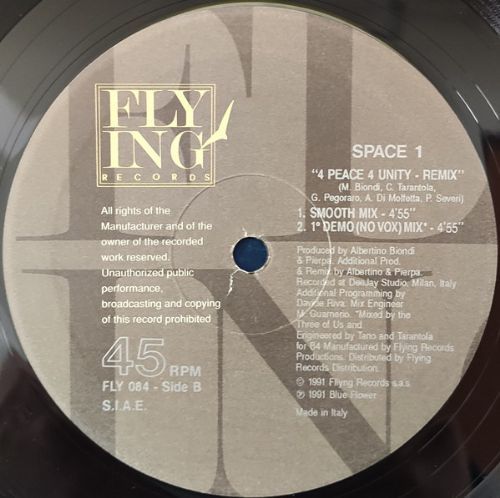 FLY
ING
RECORDS
All rights of the
Manufacturer and of the
owner of the recorded
work reserved.
Unauthorized public
performance,
broadcasting and copying
of this record prohibited
45 RPM
FLY 084 - Side B
S.I.A.E.
SPACE 1
"4 PEACE 4 UNITY - REMIX"
(M. Biondi, C. Tarantola,
G. Pegoraro, A. Di Molfetta, P. Severi)
1. SMOOTH MIX - 4'55"
2. 1° DEMO (NO VOX) MIX* - 4'55"
Produced by Albertino Biondi
& Pierpa. Additional Prod.
& Remix by Albertino & Pierpa.
Recorded at DeeJay Studio, Milan, Italy
Additional Programming by
Davide Riva. Mix Engineer
M. Guarnerio. *Mixed by the
Three of Us and
Engineered by Tano and Tarantola
for B4 Manufactured by Flying Records
Productions. Distributed by Flying
Records Distribution.
© 1991 Fliyng Records s.a.s
℗ 1991 Blue Flower
Made in Italy